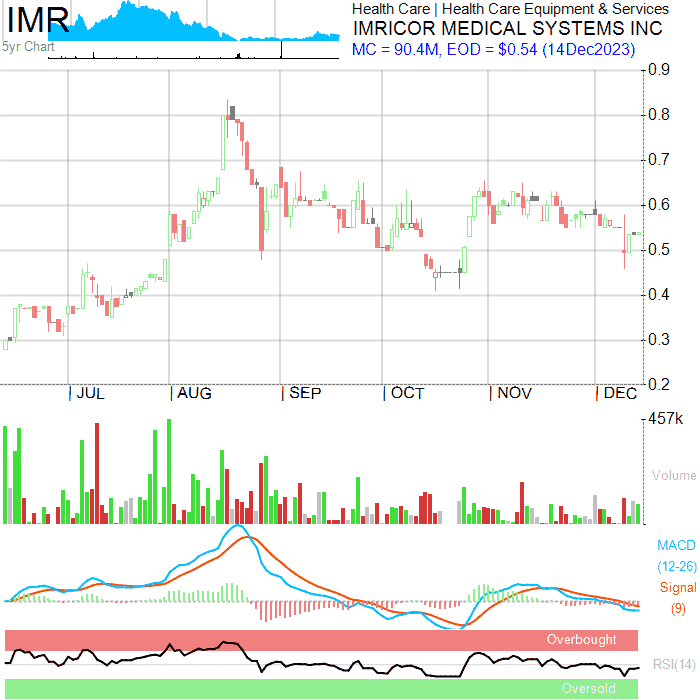 IMR
5yr Chart
Health Care | Health Care Equipment & Services
IMRICOR MEDICAL SYSTEMS INC
MC = 90.4M, EOD = $0.54 (14Dec2023)
0.9
0.8
0.7
0.6
0.5
0.4
0.3
0.2
| JUL | AUG | SEP | OCT | NOV | DEC
457k
Volume
MACD
(12-26)
Signal
(9)
Overbought
RSI(14)
Oversold